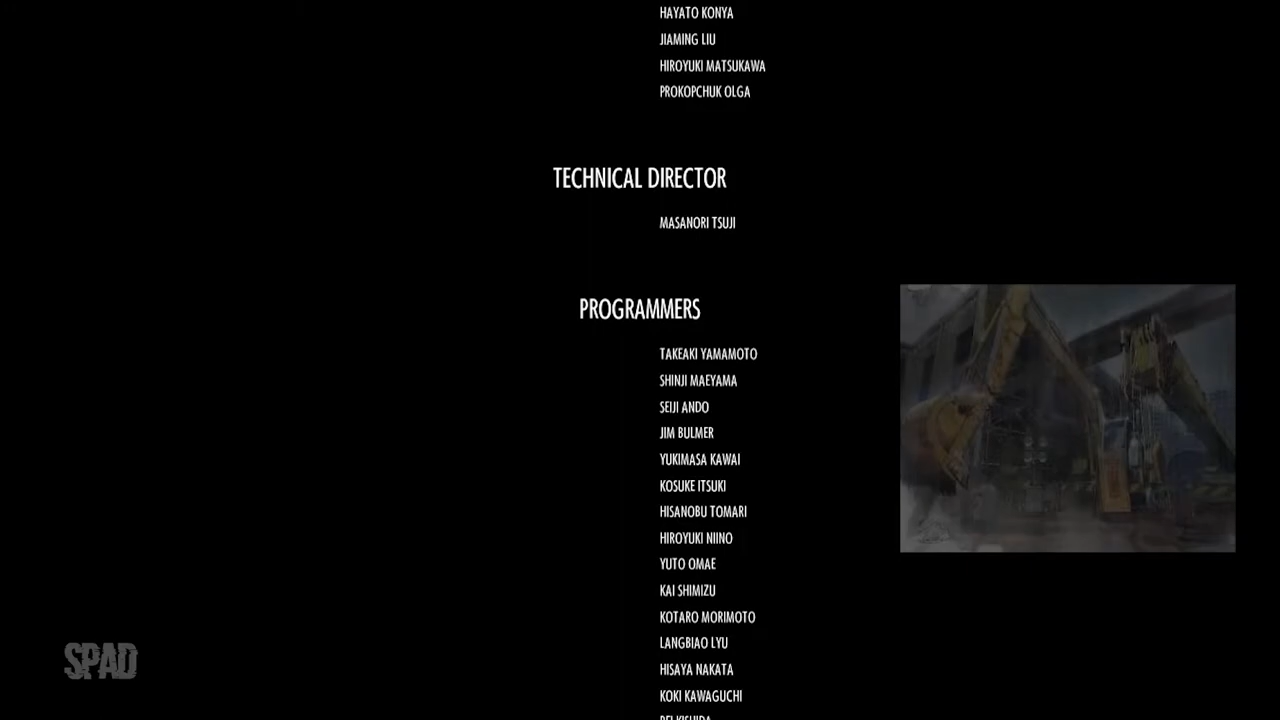 HAYATO KONYA
JIAMING LIU
HIROYUKI MATSUKAWA
PROKOPCHUK OLGA
TECHNICAL DIRECTOR
MASANORI TSUJI
PROGRAMMERS
TAKEAKI YAMAMOTO
SHINJI MAEYAMA
SEIJI ANDO
JIM BULMER
YUKIMASA KAWAI
KOSUKE ITSUKI
HISANOBU TOMARI
HIROYUKI NIINO
YUTO OMAE
KAI SHIMIZU
KOTARO MORIMOTO
LANGBIAO LYU
HISAYA NAKATA
KOKI KAWAGUCHI
SPAD